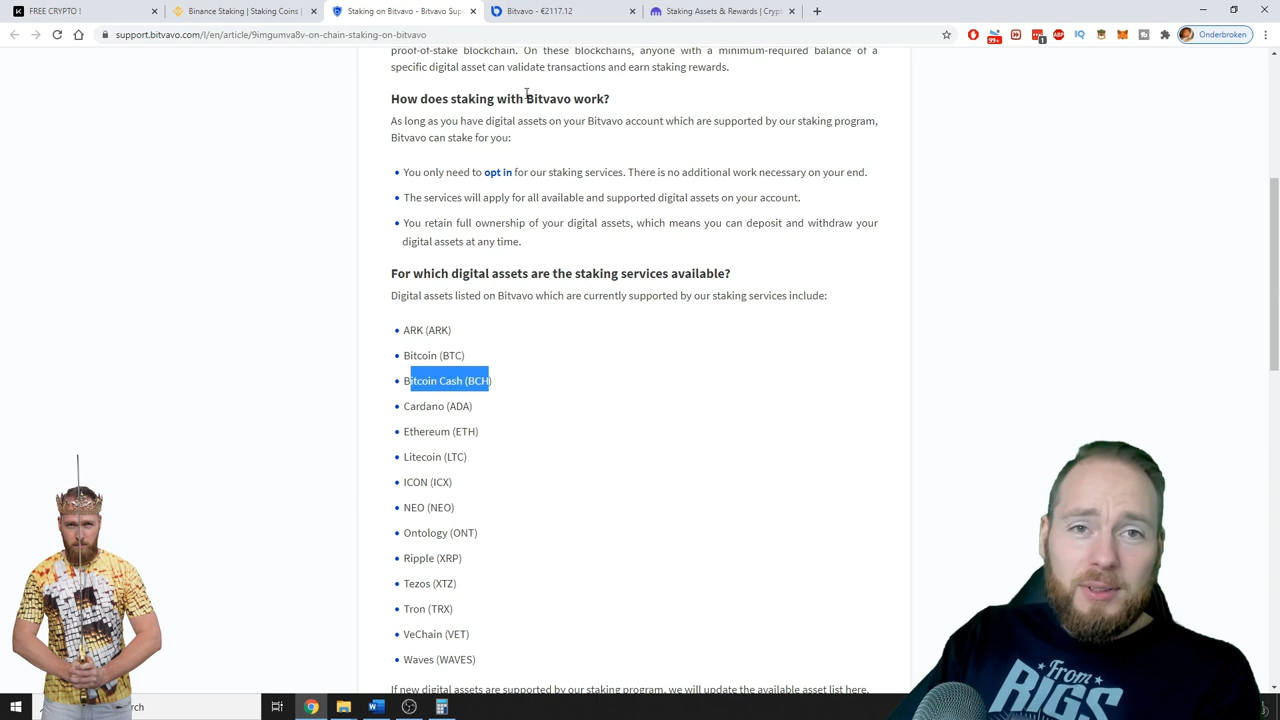 FREE CRYPTO !
Binance Staking | Staking Coins |
Staking on Bitvavo - Bitvavo Sup
Bitvavo - €2117.12
Staking Assets & Rewards | Crypt
support.bitvavo.com/l/en/article/9imgumva8v-on-chain-staking-on-bitvavo
99+
1
ABP
IQ
Onderbroken
proof-of-stake blockchain. On these blockchains, anyone with a minimum-required balance of a
specific digital asset can validate transactions and earn staking rewards.
How does staking with Bitvavo work?
As long as you have digital assets on your Bitvavo account which are supported by our staking program,
Bitvavo can stake for you:
You only need to opt in for our staking services. There is no additional work necessary on your end.
The services will apply for all available and supported digital assets on your account.
You retain full ownership of your digital assets, which means you can deposit and withdraw your
digital assets at any time.
For which digital assets are the staking services available?
Digital assets listed on Bitvavo which are currently supported by our staking services include:
ARK (ARK)
Bitcoin (BTC)
Bitcoin Cash (BCH)
Cardano (ADA)
Ethereum (ETH)
Litecoin (LTC)
ICON (ICX)
NEO (NEO)
Ontology (ONT)
Ripple (XRP)
Tezos (XTZ)
Tron (TRX)
VeChain (VET)
Waves (WAVES)
If new digital assets are supported by our staking program, we will update the available asset list here.
rch
From
RIGS